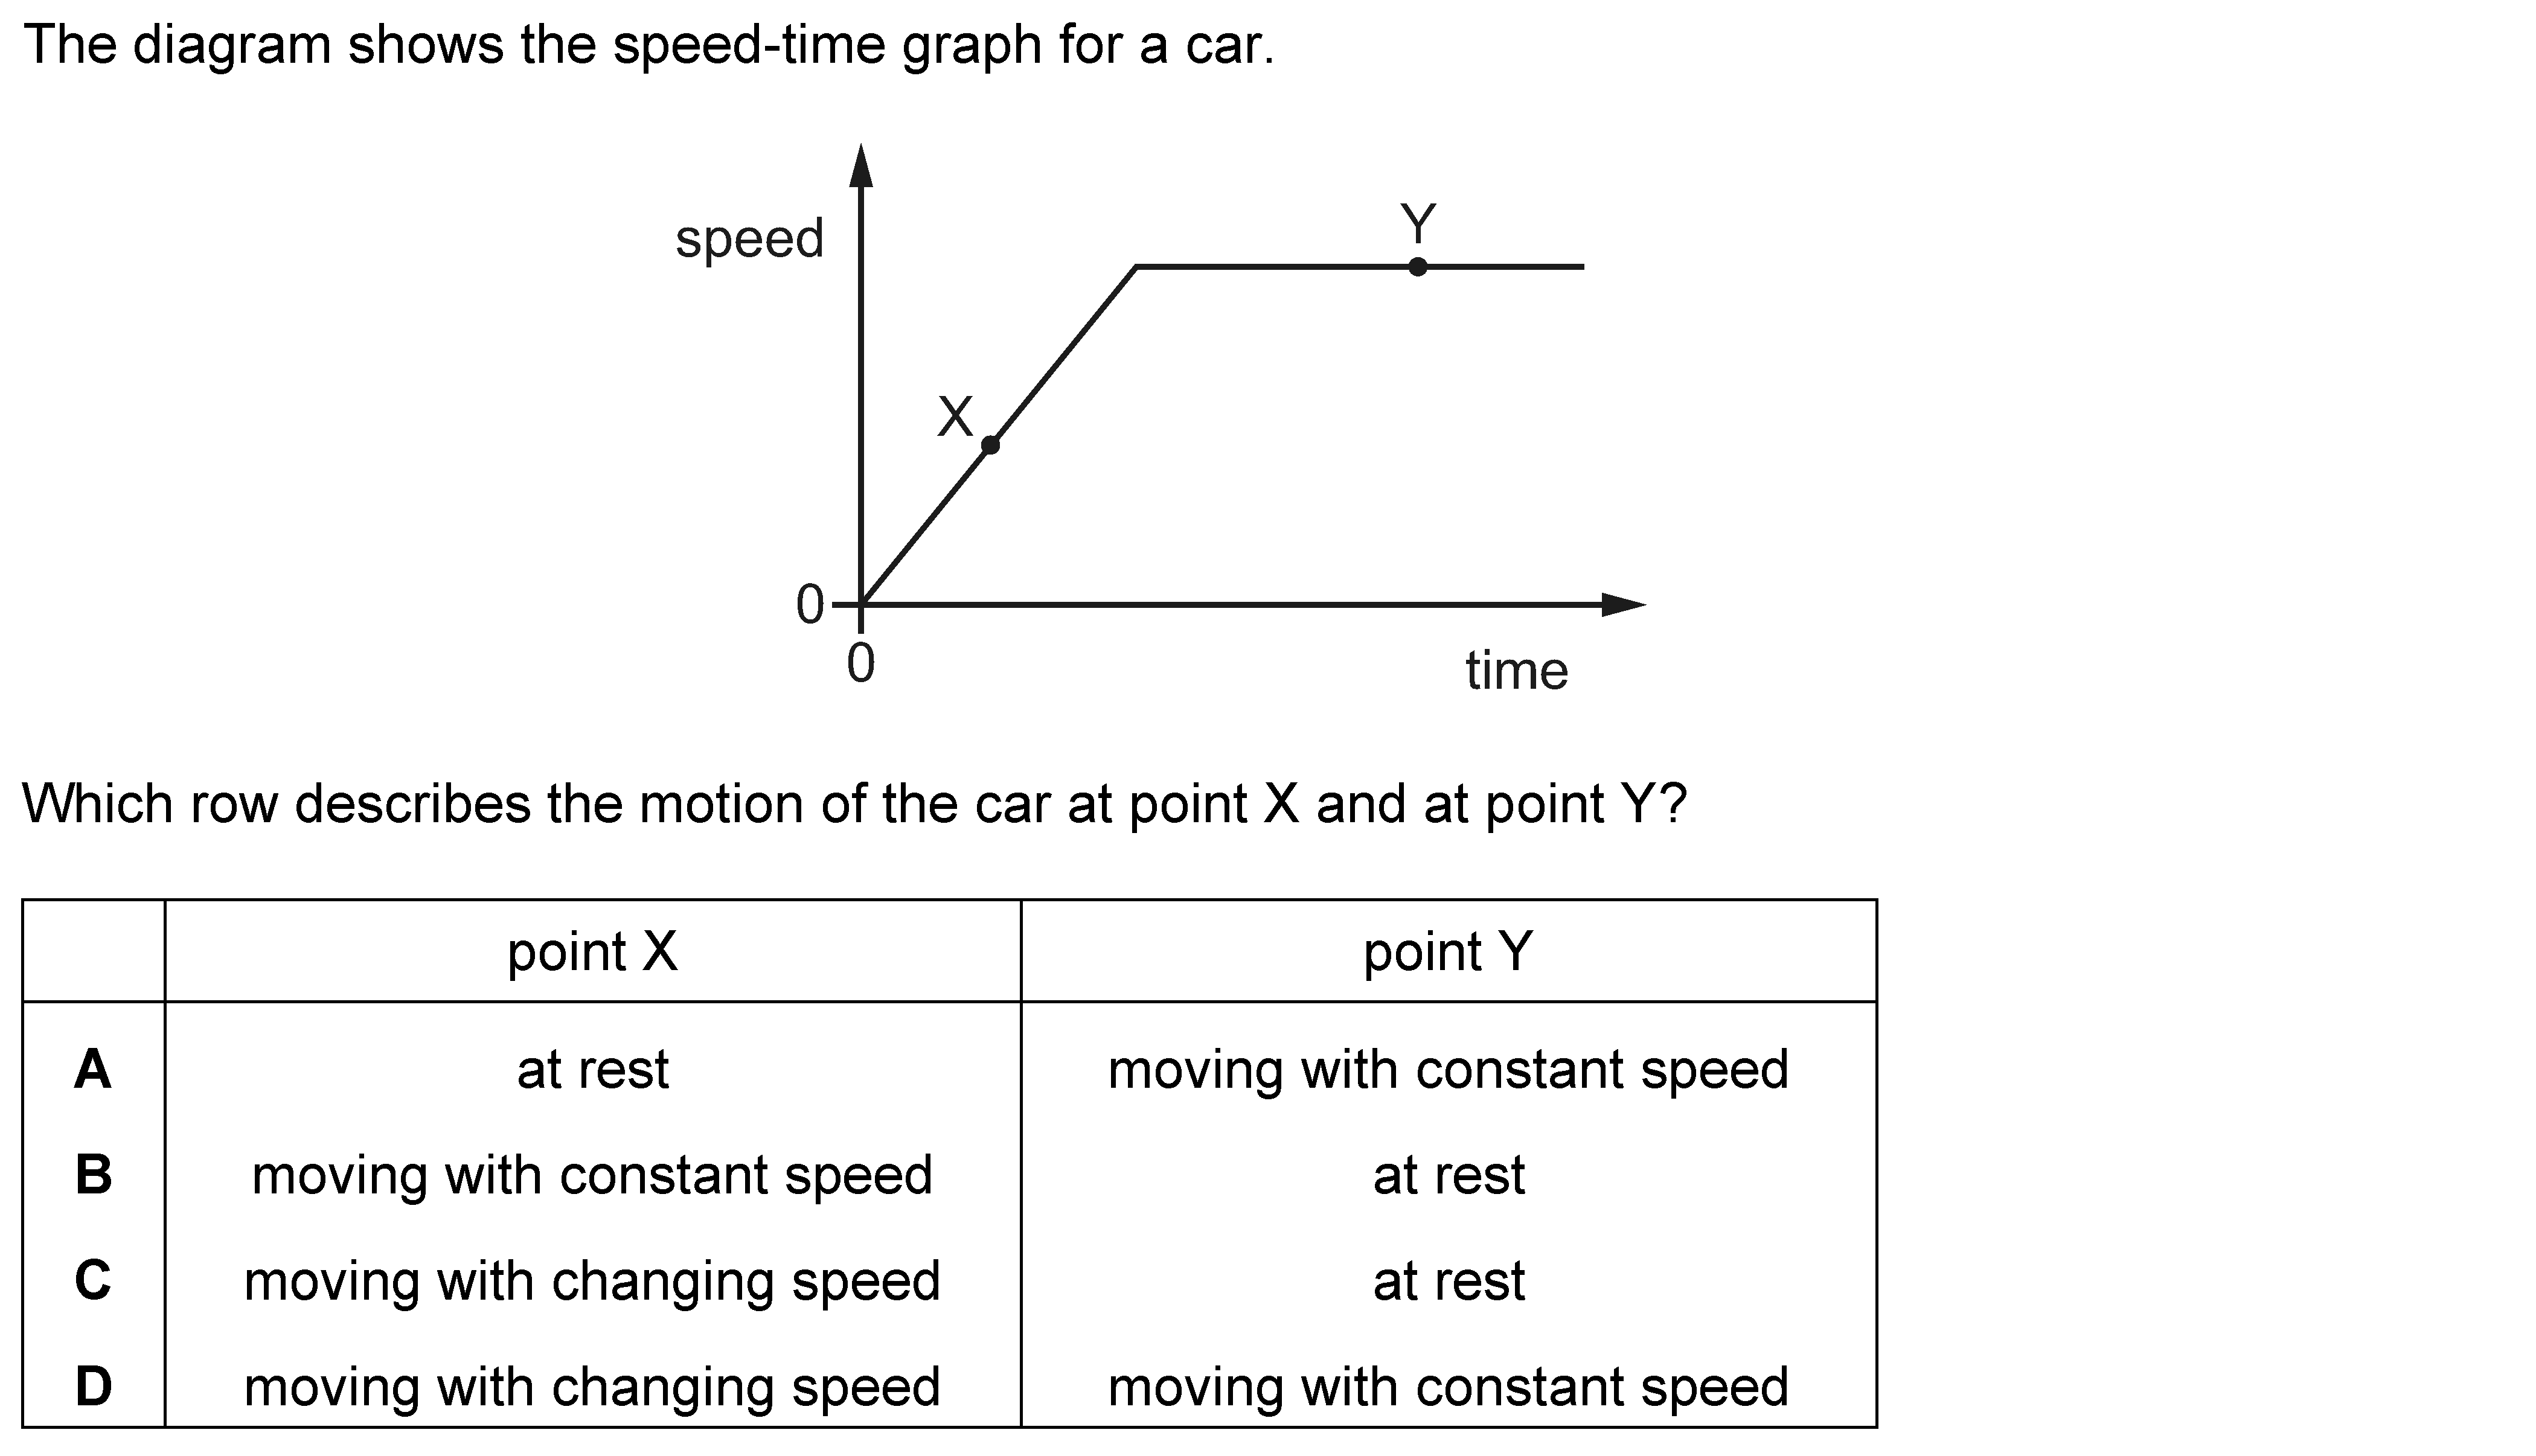 The diagram shows the speed-time graph for a car.
speed
Y
X
0
0
time
Which row describes the motion of the car at point X and at point Y?
point X point Y
A at rest moving with constant speed
B moving with constant speed at rest
C moving with changing speed at rest
D moving with changing speed moving with constant speed